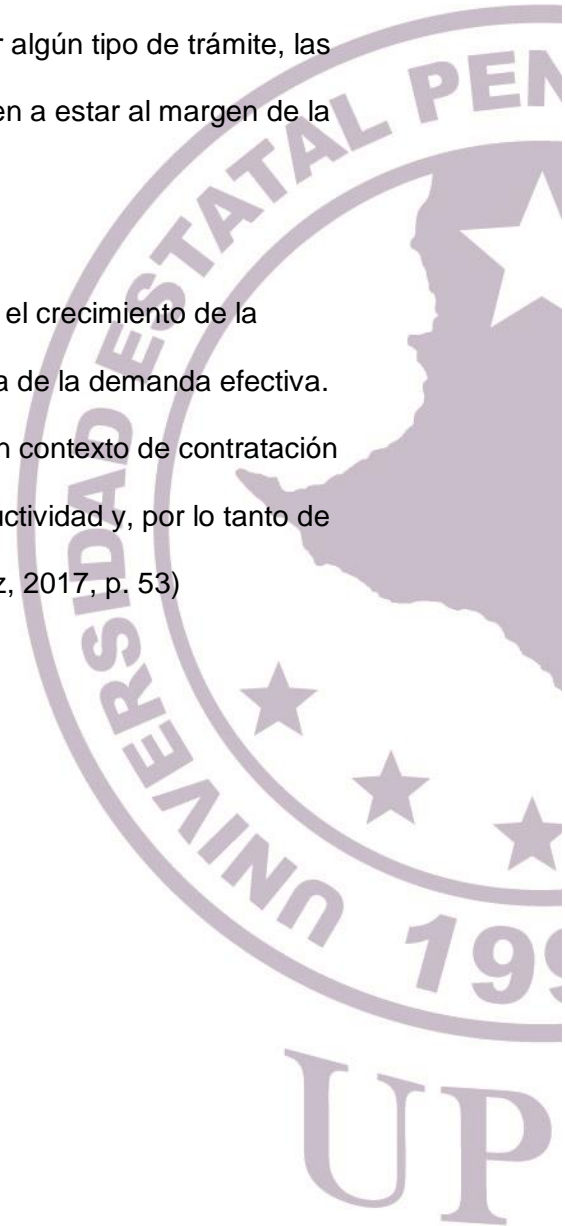 algún tipo de trámite, las
en a estar al margen de la
el crecimiento de la
a de la demanda efectiva.
contexto de contratación
uctividad y, por lo tanto de
z, 2017, p. 53)
UNIVERSIDAD ESTATAL PEN
199
UP